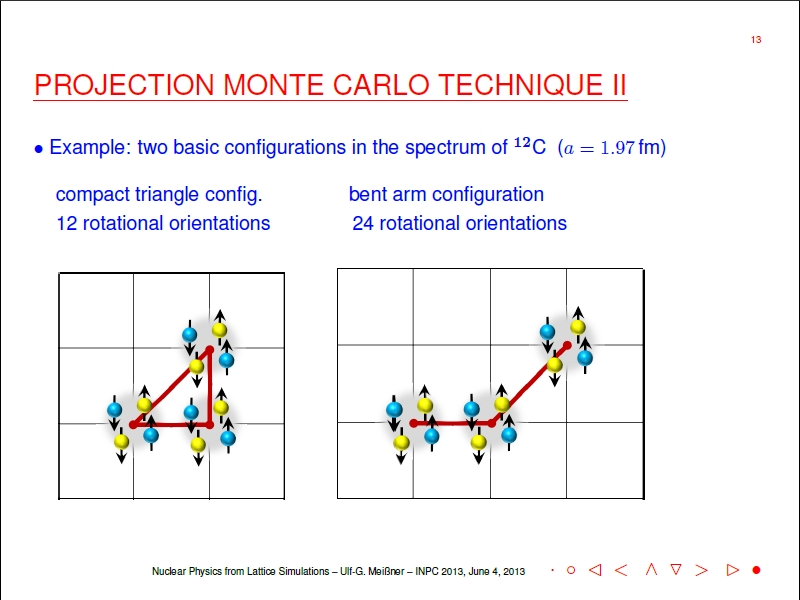 13
PROJECTION MONTE CARLO TECHNIQUE II
• Example: two basic configurations in the spectrum of ¹²C (a = 1.97 fm)
compact triangle config. bent arm configuration
12 rotational orientations 24 rotational orientations
Nuclear Physics from Lattice Simulations – Ulf-G. Meißner – INPC 2013, June 4, 2013